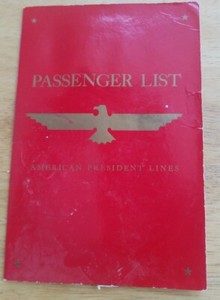 PASSENGER LIST
AMERICAN PRESIDENT LINES